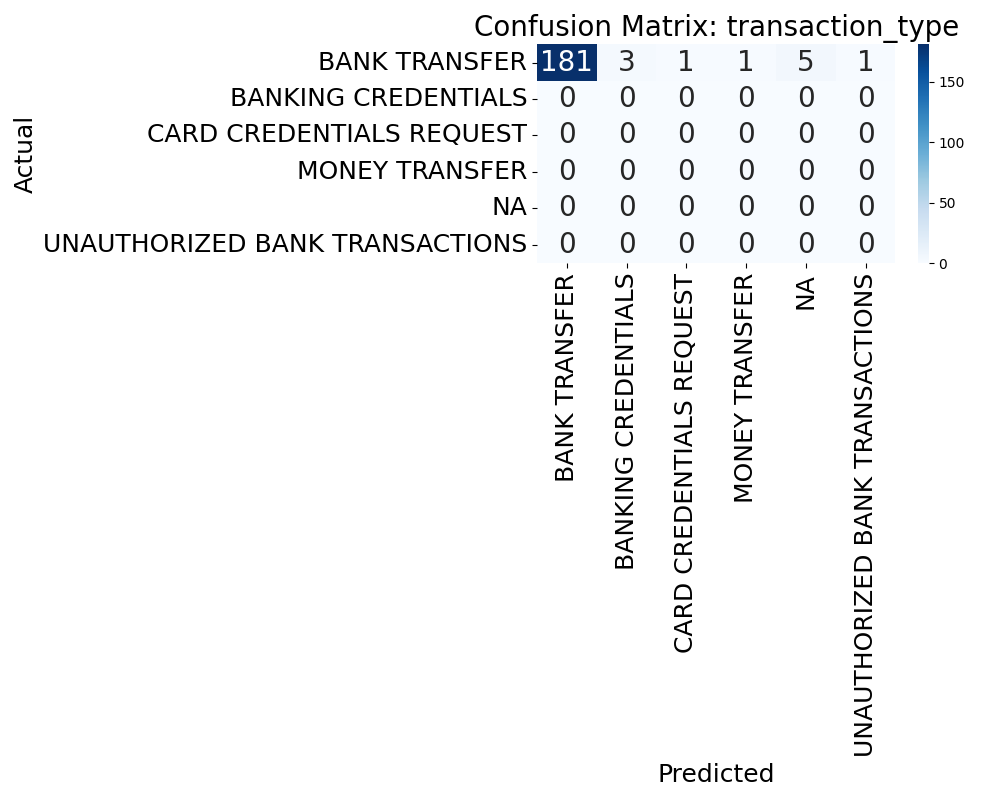 Confusion Matrix: transaction_type
Actual
BANK TRANSFER 181 3 1 1 5 1
BANKING CREDENTIALS 0 0 0 0 0 0
CARD CREDENTIALS REQUEST 0 0 0 0 0 0
MONEY TRANSFER 0 0 0 0 0 0
NA 0 0 0 0 0 0
UNAUTHORIZED BANK TRANSACTIONS 0 0 0 0 0 0
150
100
50
0
BANK TRANSFER
BANKING CREDENTIALS
CARD CREDENTIALS REQUEST
MONEY TRANSFER
NA
UNAUTHORIZED BANK TRANSACTIONS
Predicted